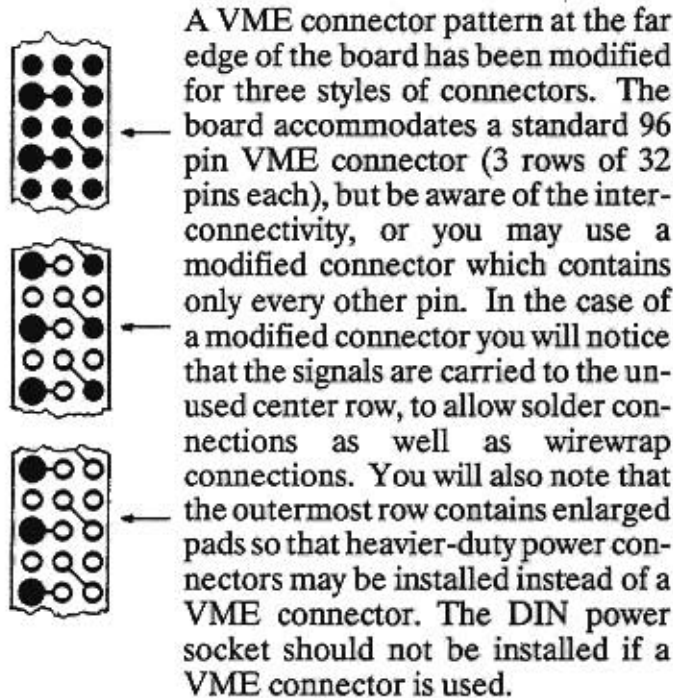 A VME connector pattern at the far
edge of the board has been modified
for three styles of connectors. The
board accommodates a standard 96
pin VME connector (3 rows of 32
pins each), but be aware of the inter-
connectivity, or you may use a
modified connector which contains
only every other pin. In the case of
a modified connector you will notice
that the signals are carried to the un-
used center row, to allow solder con-
nections as well as wirewrap
connections. You will also note that
the outermost row contains enlarged
pads so that heavier-duty power con-
nectors may be installed instead of a
VME connector. The DIN power
socket should not be installed if a
VME connector is used.